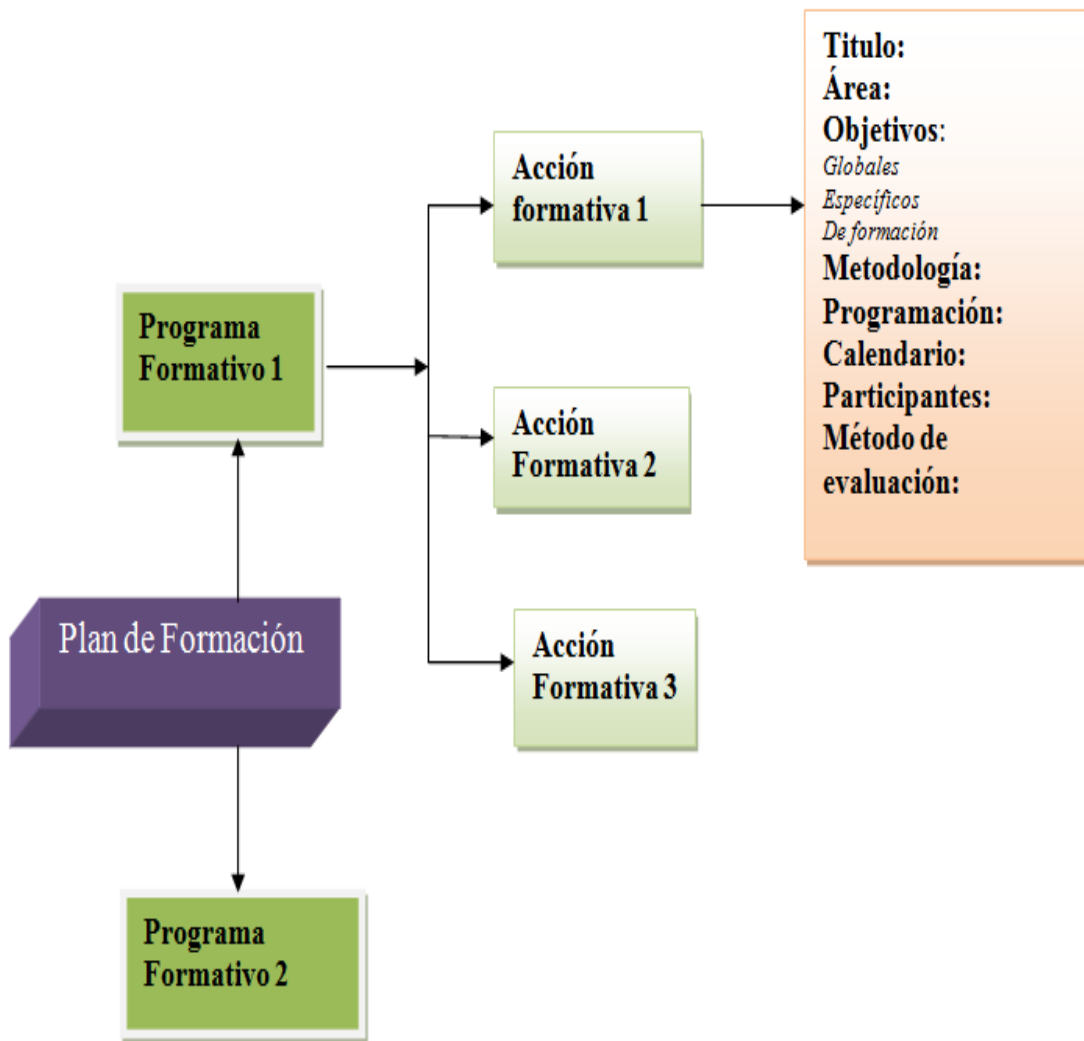 Titulo:
Área:
Objetivos:
Globales
Específicos
De formación
Metodología:
Programación:
Calendario:
Participantes:
Método de
evaluación:
Acción
formativa 1
Programa
Formativo 1
Acción
Formativa 2
Plan de Formación
Acción
Formativa 3
Programa
Formativo 2